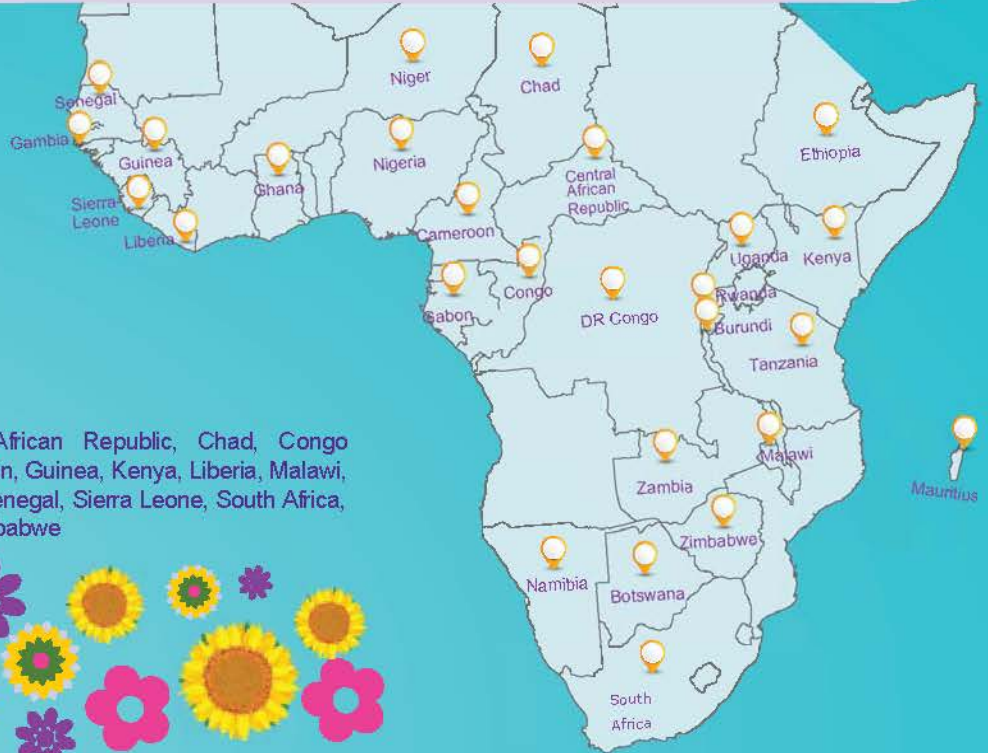 Niger
Chad
Senegal
Gambia
Guinea
Nigeria
Ghana
Ethiopia
Central
African
Republic
Sierra-
Leone
Liberia
Cameroon
Uganda
Kenya
Congo
Gabon
DR Congo
Rwanda
Burundi
Tanzania
African Republic, Chad, Congo
n, Guinea, Kenya, Liberia, Malawi,
enegal, Sierra Leone, South Africa,
babwe
Malawi
Zambia
Mauritius
Zimbabwe
Namibia
Botswana
South
Africa